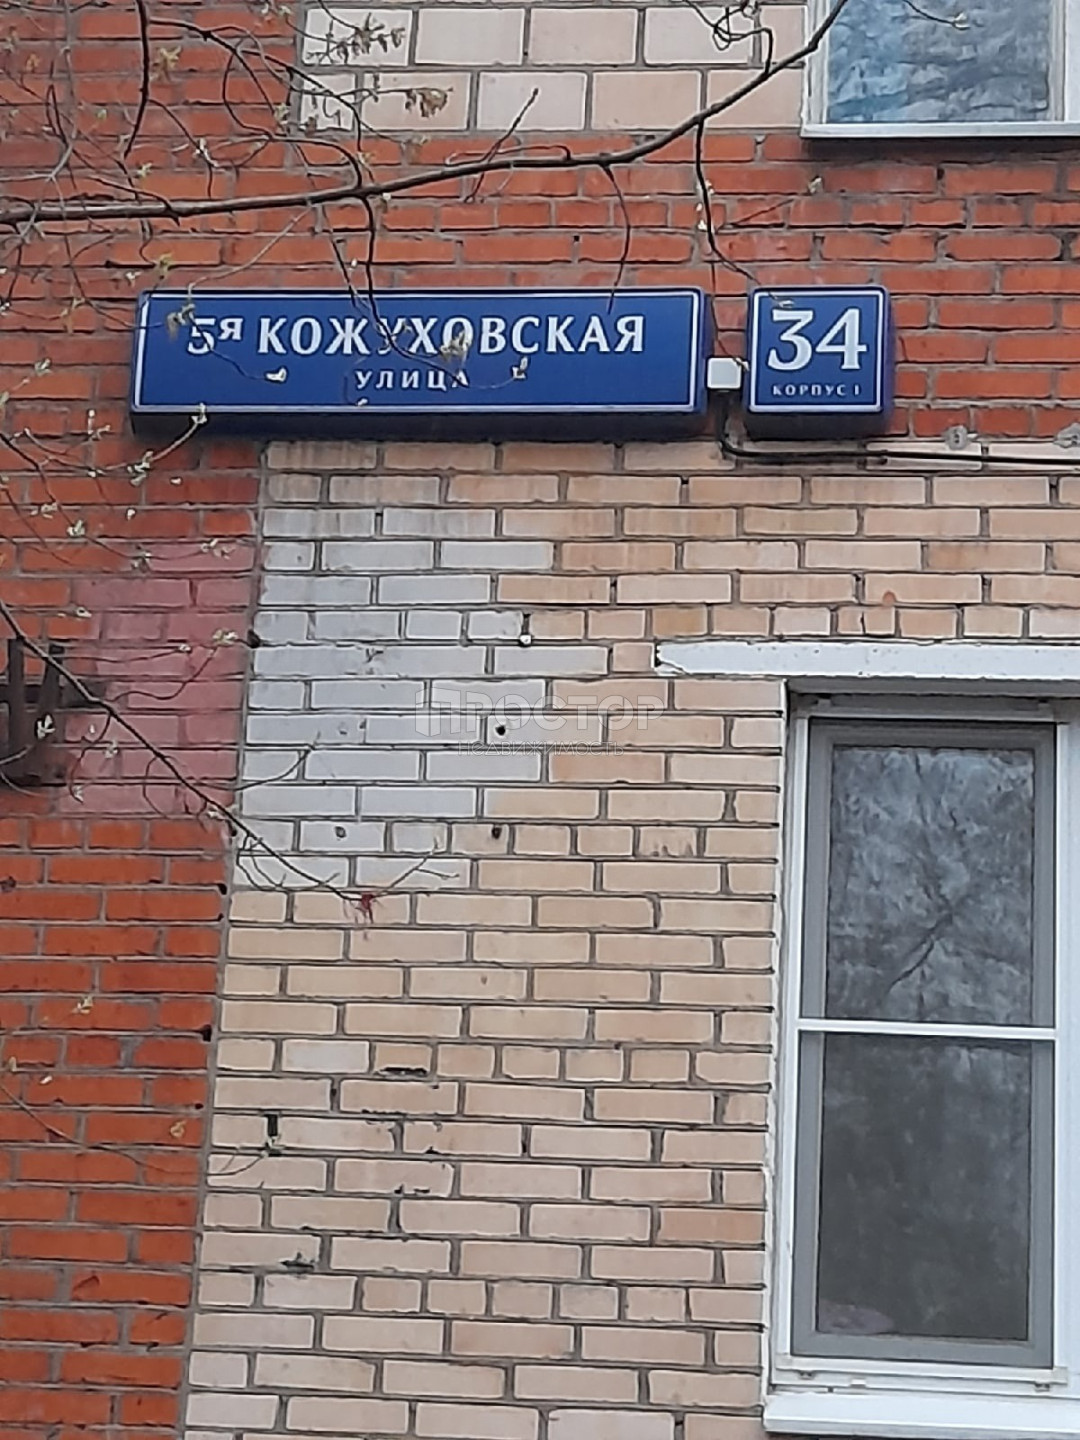 5я КОЖУХОВСКАЯ
УЛИЦА
34
КОРПУС 1
ПРОСТОР
недвижимость